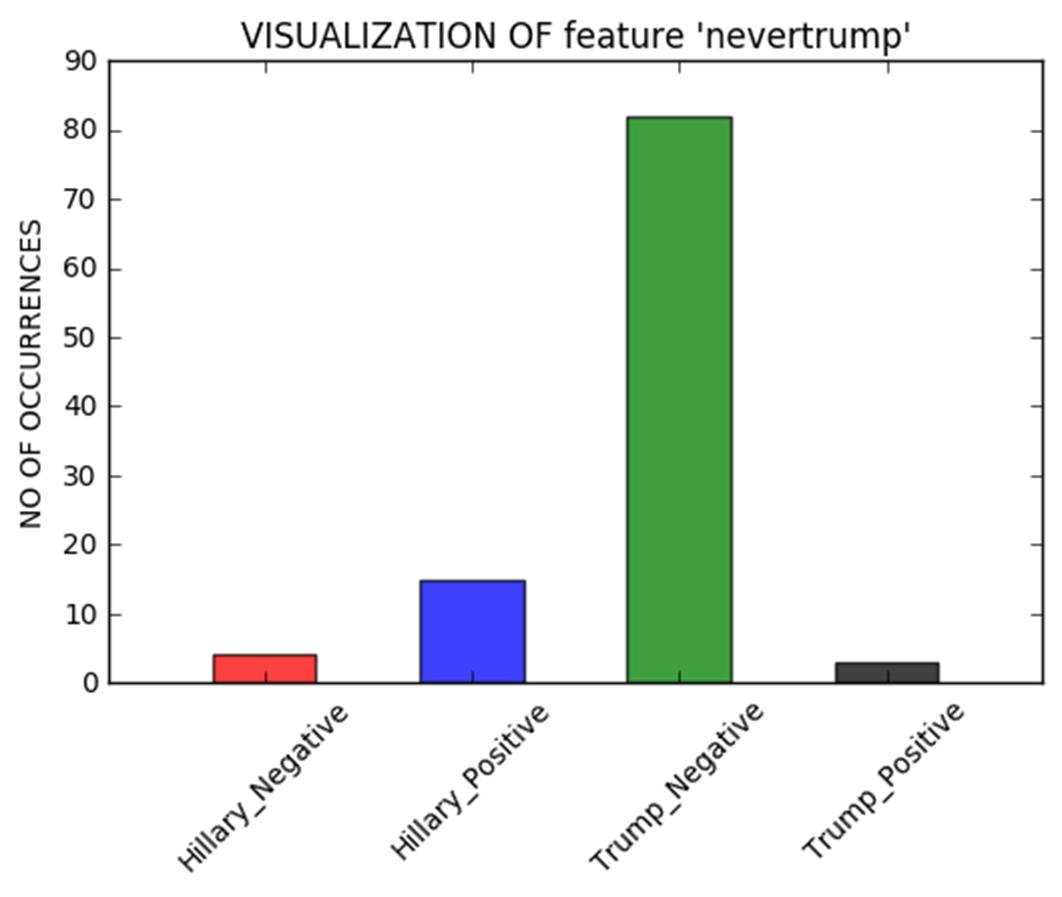 VISUALIZATION OF feature 'nevertrump'
NO OF OCCURRENCES
90
80
70
60
50
40
30
20
10
0
Hillary_Negative
Hillary_Positive
Trump_Negative
Trump_Positive